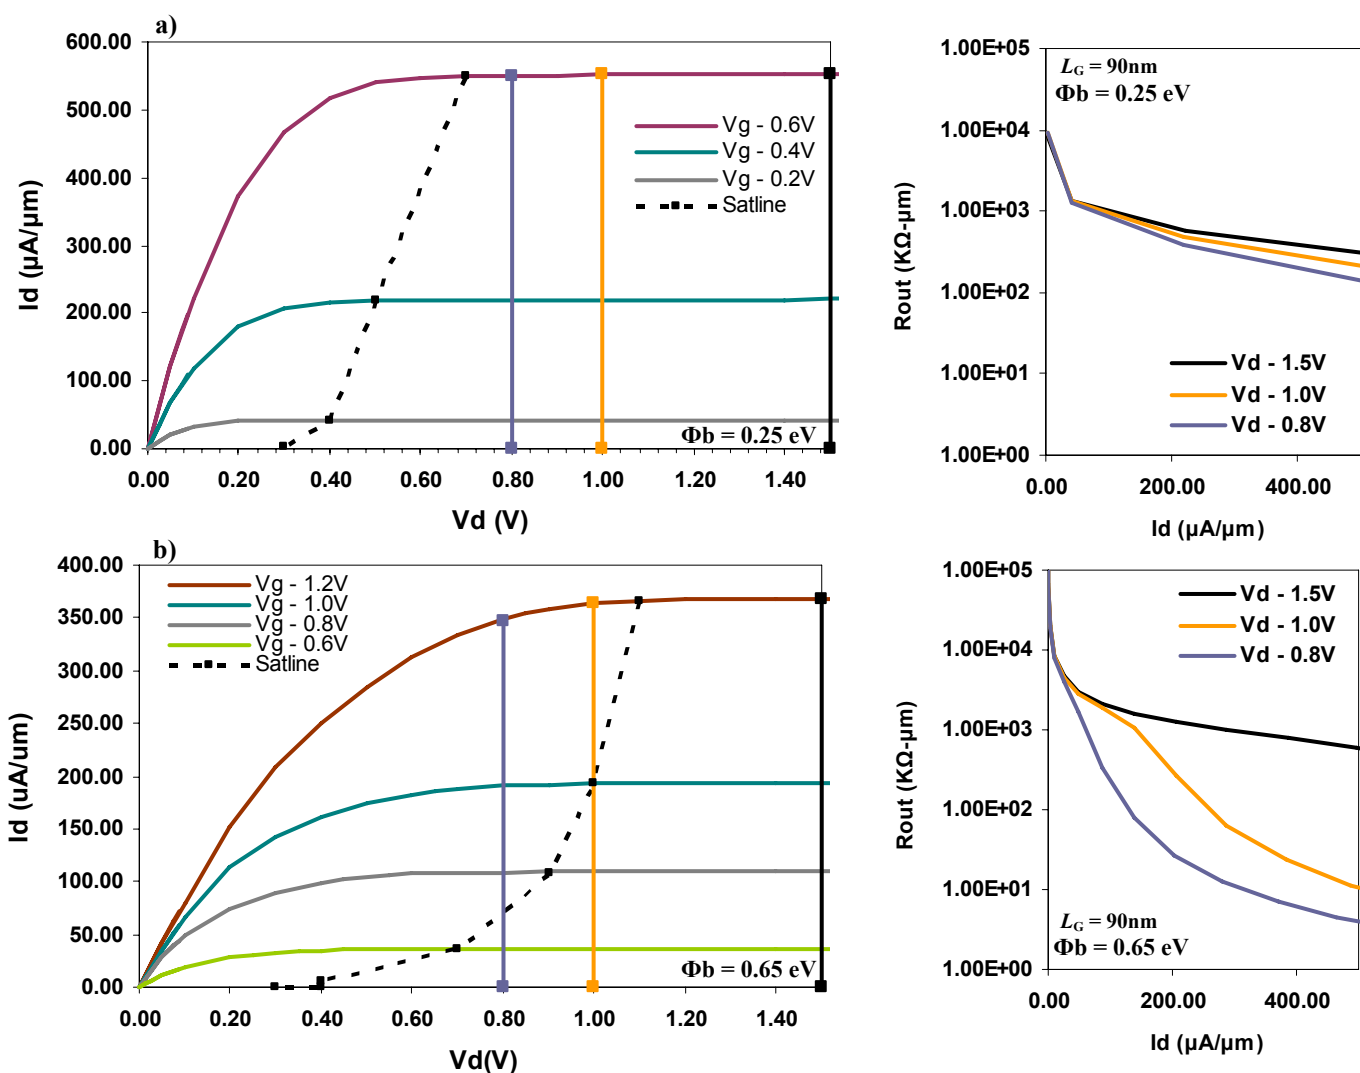 a)
600.00
500.00
400.00
300.00
200.00
100.00
0.00
Id (µA/µm)
Vg - 0.6V
Vg - 0.4V
Vg - 0.2V
Satline
Φb = 0.25 eV
0.00 0.20 0.40 0.60 0.80 1.00 1.20 1.40
Vd (V)
1.00E+05
1.00E+04
1.00E+03
1.00E+02
1.00E+01
1.00E+00
Rout (KΩ-µm)
LG = 90nm
Φb = 0.25 eV
Vd - 1.5V
Vd - 1.0V
Vd - 0.8V
0.00 200.00 400.00
Id (µA/µm)
b)
400.00
350.00
300.00
250.00
200.00
150.00
100.00
50.00
0.00
Id (uA/um)
Vg - 1.2V
Vg - 1.0V
Vg - 0.8V
Vg - 0.6V
Satline
Φb = 0.65 eV
0.00 0.20 0.40 0.60 0.80 1.00 1.20 1.40
Vd(V)
1.00E+05
1.00E+04
1.00E+03
1.00E+02
1.00E+01
1.00E+00
Rout (KΩ-µm)
Vd - 1.5V
Vd - 1.0V
Vd - 0.8V
LG = 90nm
Φb = 0.65 eV
0.00 200.00 400.00
Id (µA/µm)